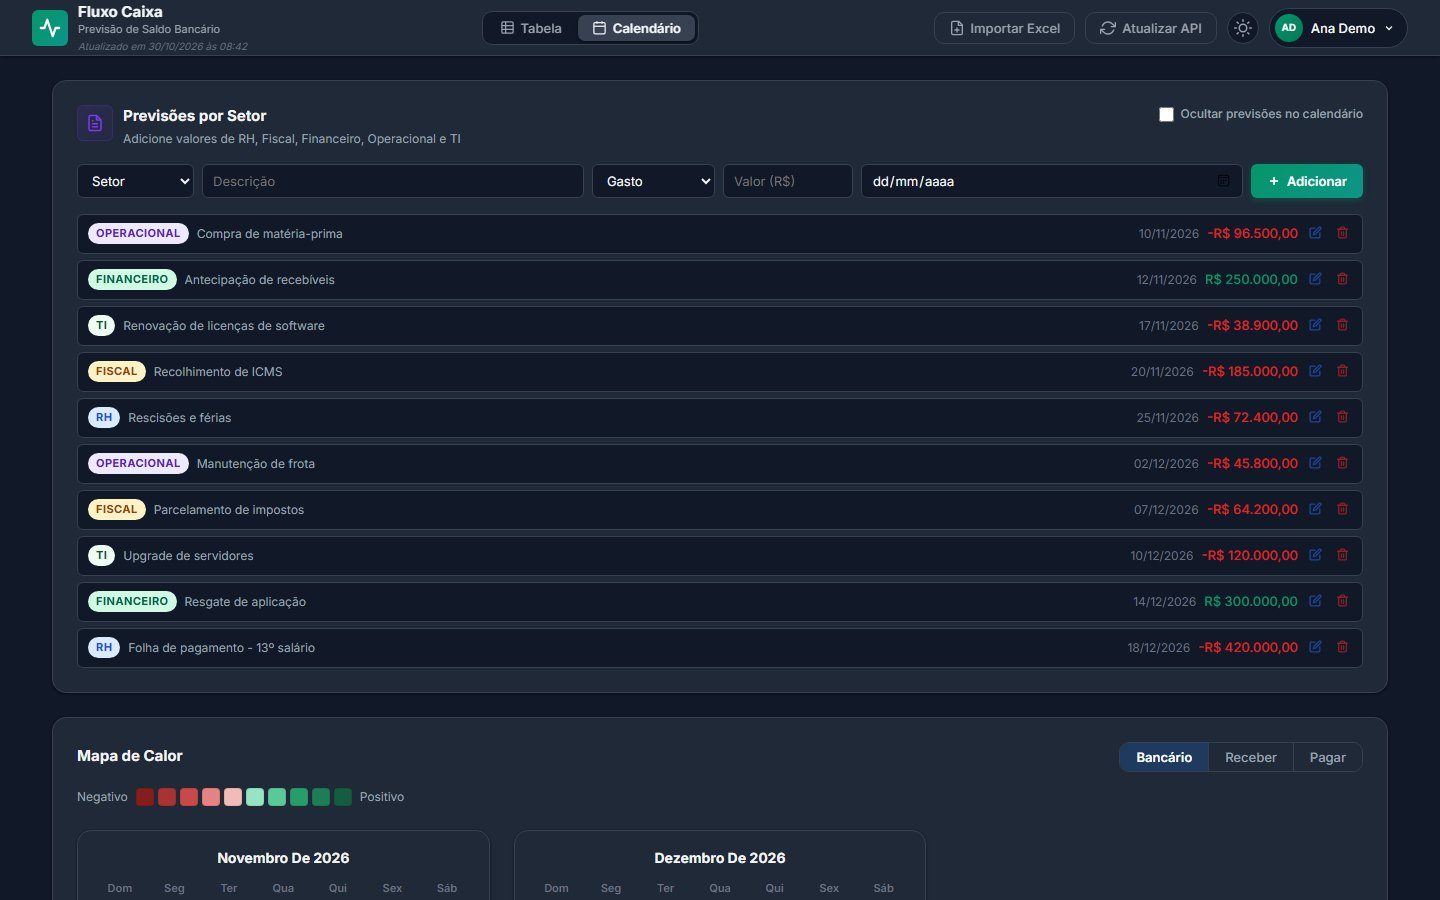 Fluxo Caixa
Previsão de Saldo Bancário
Atualizado em 30/10/2026 às 08:42
Tabela
Calendário
Importar Excel
Atualizar API
AD
Ana Demo
Previsões por Setor
Adicione valores de RH, Fiscal, Financeiro, Operacional e TI
Ocultar previsões no calendário
Setor
Descrição
Gasto
Valor (R$)
dd/mm/aaaa
+ Adicionar
OPERACIONAL Compra de matéria-prima 10/11/2026 -R$ 96.500,00
FINANCEIRO Antecipação de recebíveis 12/11/2026 R$ 250.000,00
TI Renovação de licenças de software 17/11/2026 -R$ 38.900,00
FISCAL Recolhimento de ICMS 20/11/2026 -R$ 185.000,00
RH Rescisões e férias 25/11/2026 -R$ 72.400,00
OPERACIONAL Manutenção de frota 02/12/2026 -R$ 45.800,00
FISCAL Parcelamento de impostos 07/12/2026 -R$ 64.200,00
TI Upgrade de servidores 10/12/2026 -R$ 120.000,00
FINANCEIRO Resgate de aplicação 14/12/2026 R$ 300.000,00
RH Folha de pagamento - 13º salário 18/12/2026 -R$ 420.000,00
Mapa de Calor
Bancário
Receber
Pagar
Negativo
Positivo
Novembro De 2026
Dom Seg Ter Qua Qui Sex Sáb
Dezembro De 2026
Dom Seg Ter Qua Qui Sex Sáb